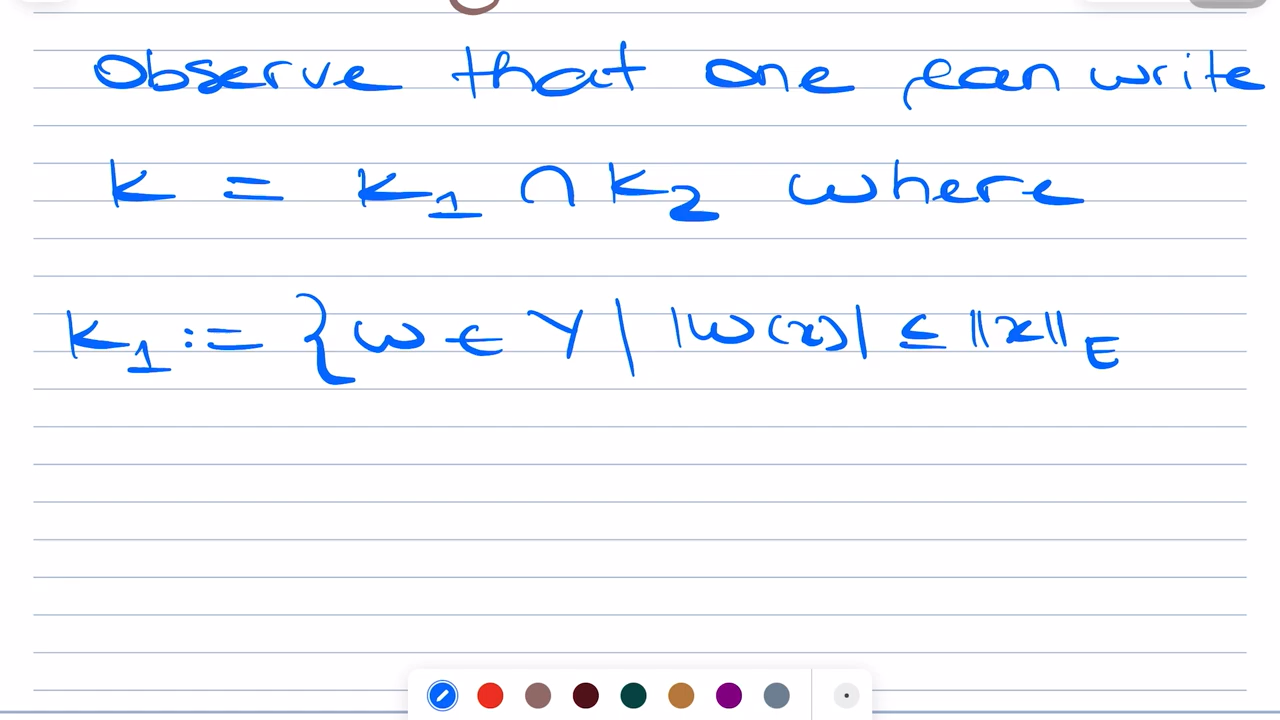 Observe that one can write
K = K₁ ∩ K₂ where
K₁ := { ω ∈ Y | |ω(x)| ≤ ||x||_E